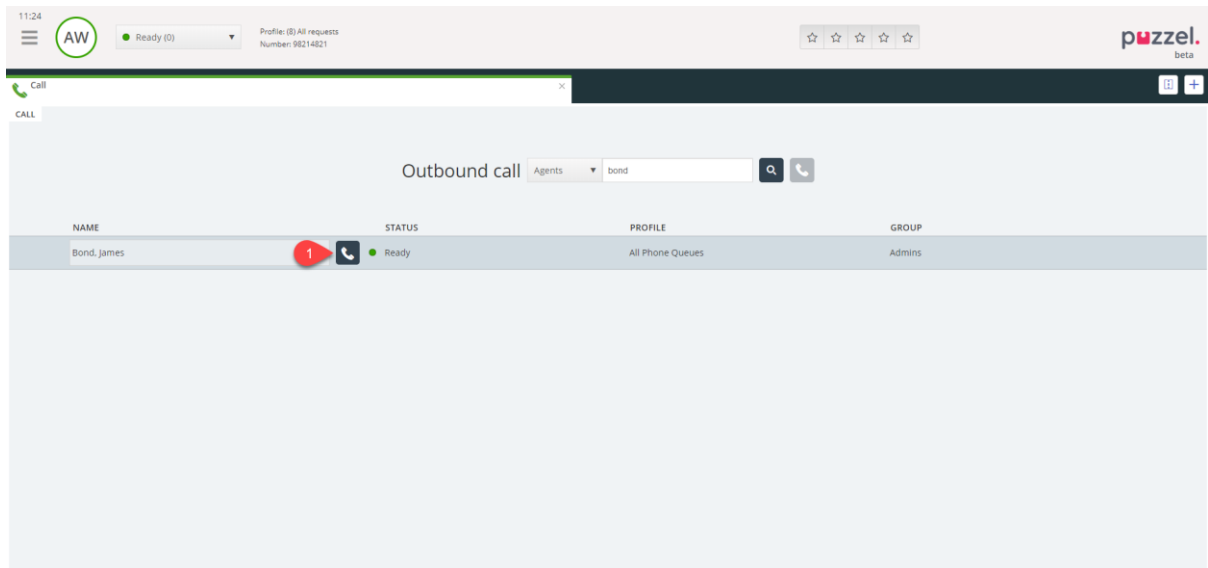 11:24
AW
Ready (0)
Profile: (8) All requests
Number: 98214821
puzzel.
beta
Call
CALL
Outbound call Agents bond
NAME STATUS PROFILE GROUP
Bond, James 1 Ready All Phone Queues Admins